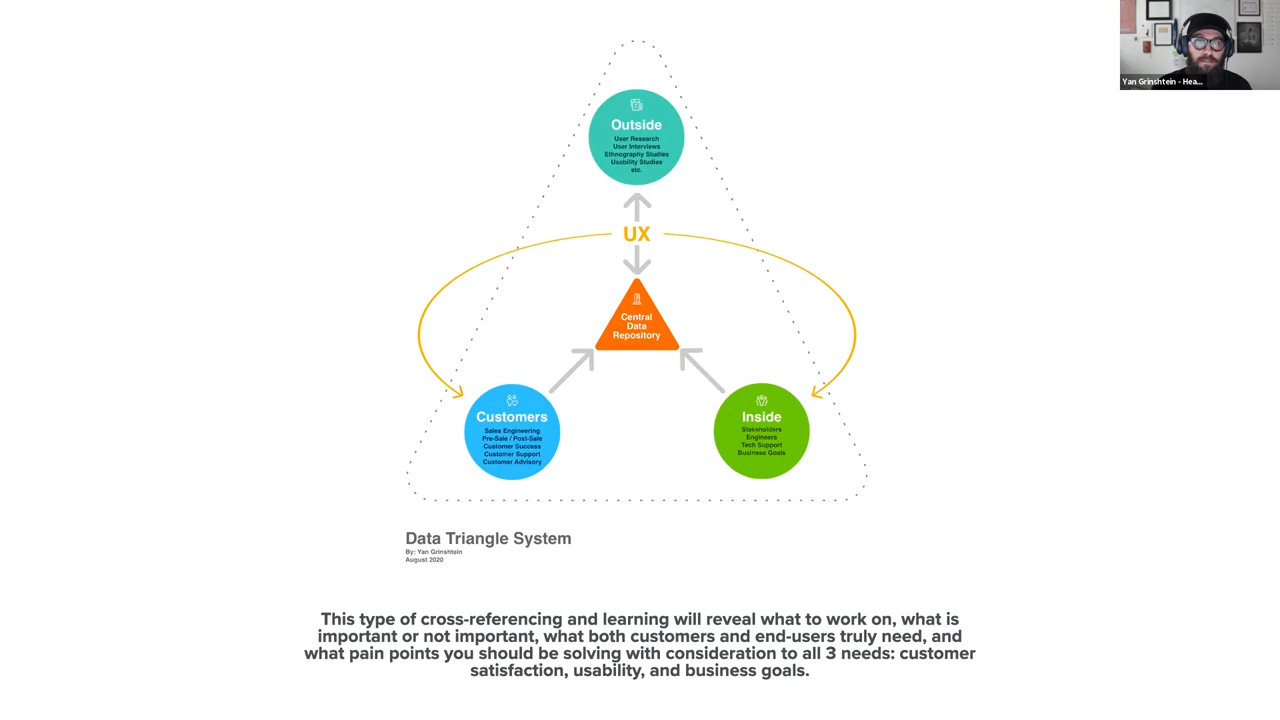 Yan Grinshtein - Hea...
Outside
User Research
User Interviews
Ethnography Studies
Usability Studies
etc.
UX
Central
Data
Repository
Customers
Sales Engineering
Pre-Sale / Post-Sale
Customer Success
Customer Support
Customer Advisory
Inside
Stakeholders
Engineers
Tech Support
Business Goals
Data Triangle System
By: Yan Grinshtein
August 2020
This type of cross-referencing and learning will reveal what to work on, what is
important or not important, what both customers and end-users truly need, and
what pain points you should be solving with consideration to all 3 needs: customer
satisfaction, usability, and business goals.